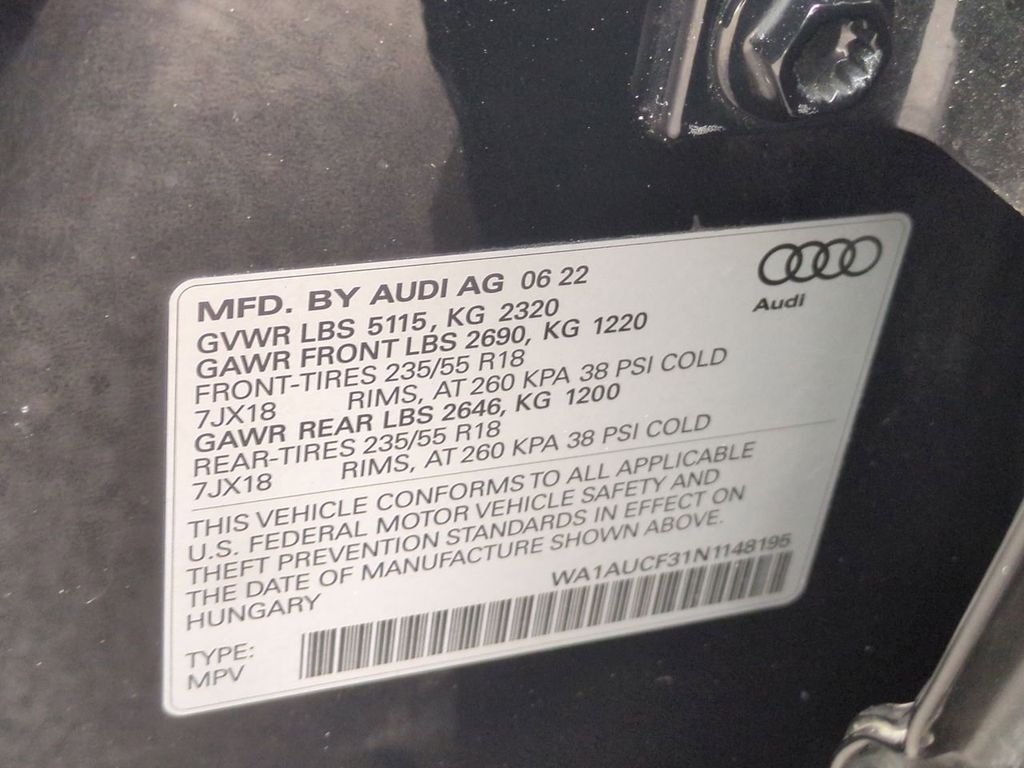 MFD. BY AUDI AG 06 22
Audi
GVWR LBS 5115, KG 2320
GAWR FRONT LBS 2690, KG 1220
FRONT-TIRES 235/55 R18
7JX18 RIMS, AT 260 KPA 38 PSI COLD
GAWR REAR LBS 2646, KG 1200
REAR-TIRES 235/55 R18
7JX18 RIMS, AT 260 KPA 38 PSI COLD
THIS VEHICLE CONFORMS TO ALL APPLICABLE
U.S. FEDERAL MOTOR VEHICLE SAFETY AND
THEFT PREVENTION STANDARDS IN EFFECT ON
THE DATE OF MANUFACTURE SHOWN ABOVE.
HUNGARY
WA1AUCF31N1148195
TYPE:
MPV